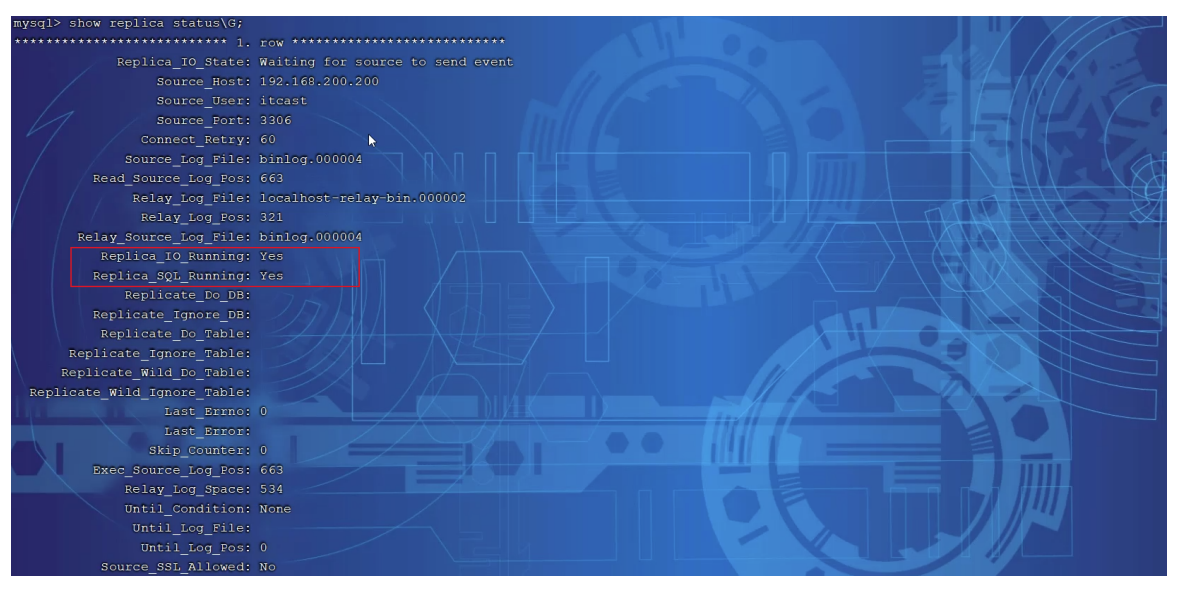 mysql> show replica status\G;
*************************** 1. row ***************************
Replica_IO_State: Waiting for source to send event
Source_Host: 192.168.200.200
Source_User: itcast
Source_Port: 3306
Connect_Retry: 60
Source_Log_File: binlog.000004
Read_Source_Log_Pos: 663
Relay_Log_File: localhost-relay-bin.000002
Relay_Log_Pos: 321
Relay_Source_Log_File: binlog.000004
Replica_IO_Running: Yes
Replica_SQL_Running: Yes
Replicate_Do_DB:
Replicate_Ignore_DB:
Replicate_Do_Table:
Replicate_Ignore_Table:
Replicate_Wild_Do_Table:
Replicate_Wild_Ignore_Table:
Last_Errno: 0
Last_Error:
Skip_Counter: 0
Exec_Source_Log_Pos: 663
Relay_Log_Space: 534
Until_Condition: None
Until_Log_File:
Until_Log_Pos: 0
Source_SSL_Allowed: No